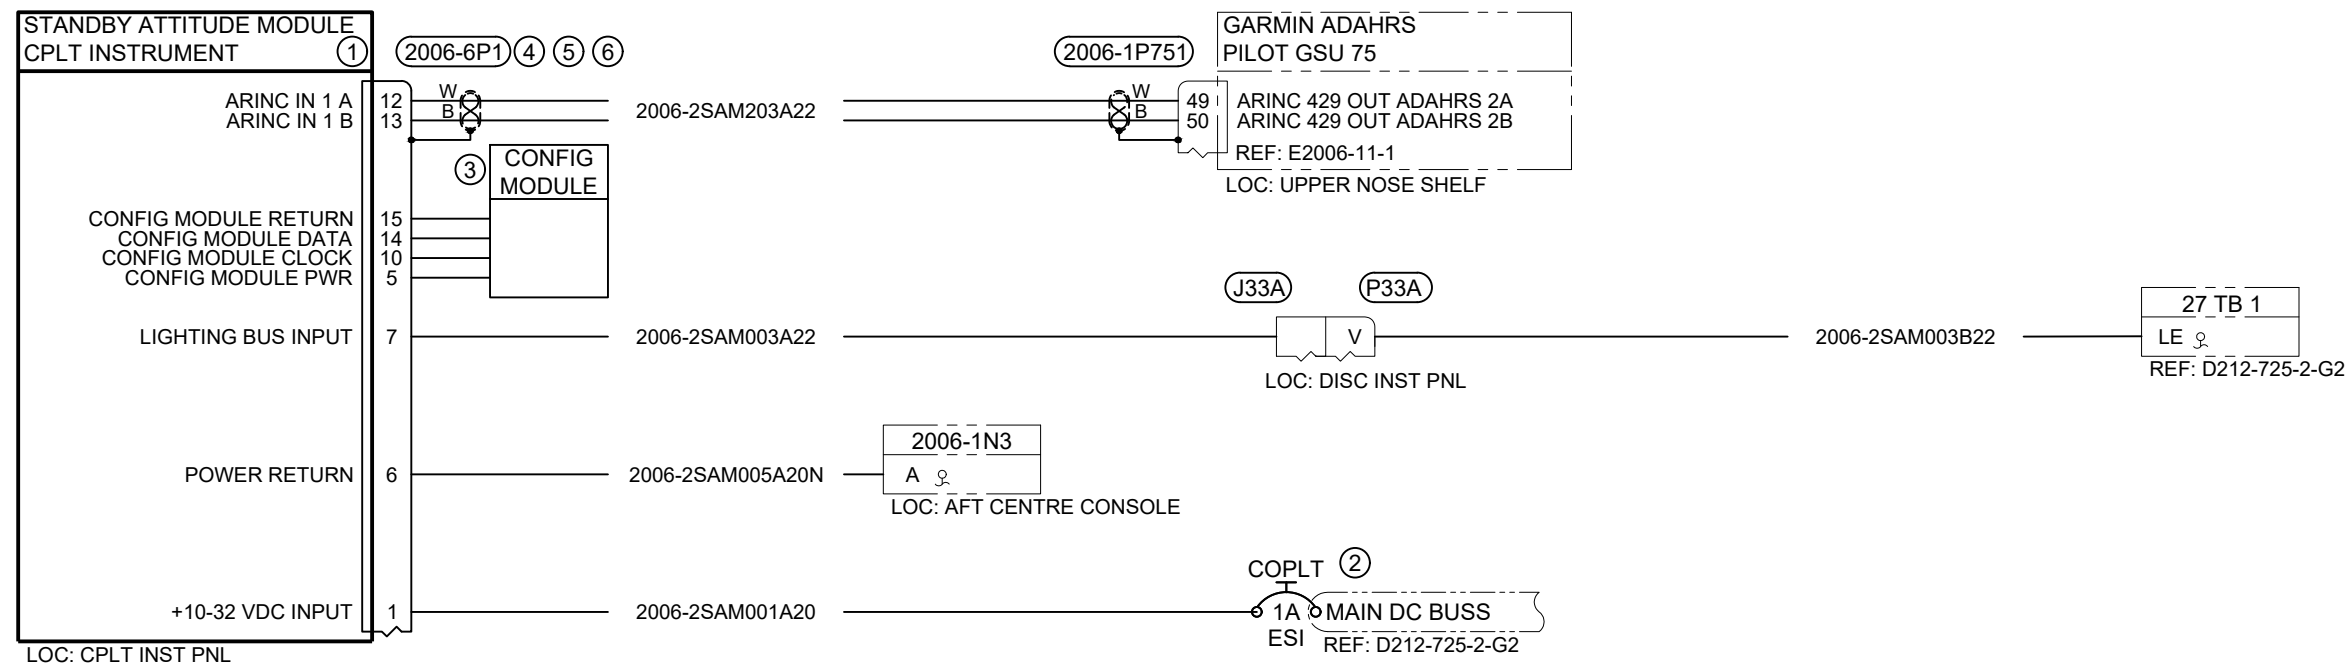 STANDBY ATTITUDE MODULE
CPLT INSTRUMENT 1
2006-6P1 4 5 6
2006-1P751
GARMIN ADAHRS
PILOT GSU 75
ARINC IN 1 A 12 W 2006-2SAM203A22 W 49 ARINC 429 OUT ADAHRS 2A
ARINC IN 1 B 13 B B 50 ARINC 429 OUT ADAHRS 2B
REF: E2006-11-1
LOC: UPPER NOSE SHELF
3 CONFIG
MODULE
CONFIG MODULE RETURN 15
CONFIG MODULE DATA 14
CONFIG MODULE CLOCK 10
CONFIG MODULE PWR 5
J33A P33A
27 TB 1
LIGHTING BUS INPUT 7 2006-2SAM003A22 V 2006-2SAM003B22 LE
LOC: DISC INST PNL
REF: D212-725-2-G2
2006-1N3
POWER RETURN 6 2006-2SAM005A20N A
LOC: AFT CENTRE CONSOLE
COPLT 2
+10-32 VDC INPUT 1 2006-2SAM001A20 1A MAIN DC BUSS
ESI
REF: D212-725-2-G2
LOC: CPLT INST PNL